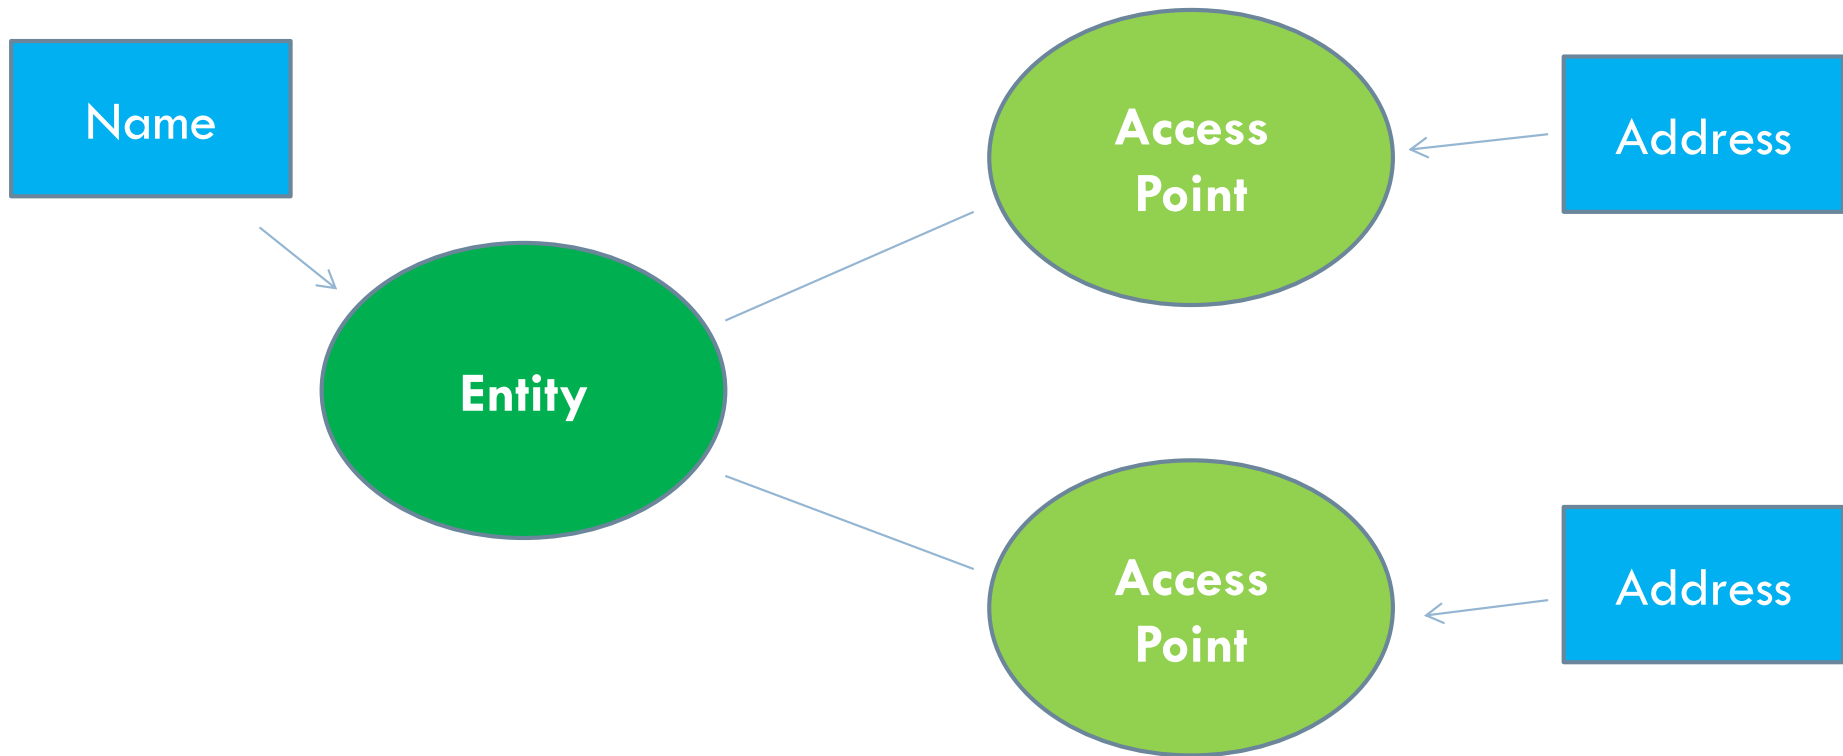 Name
Access
Point
Address
Entity
Access
Point
Address